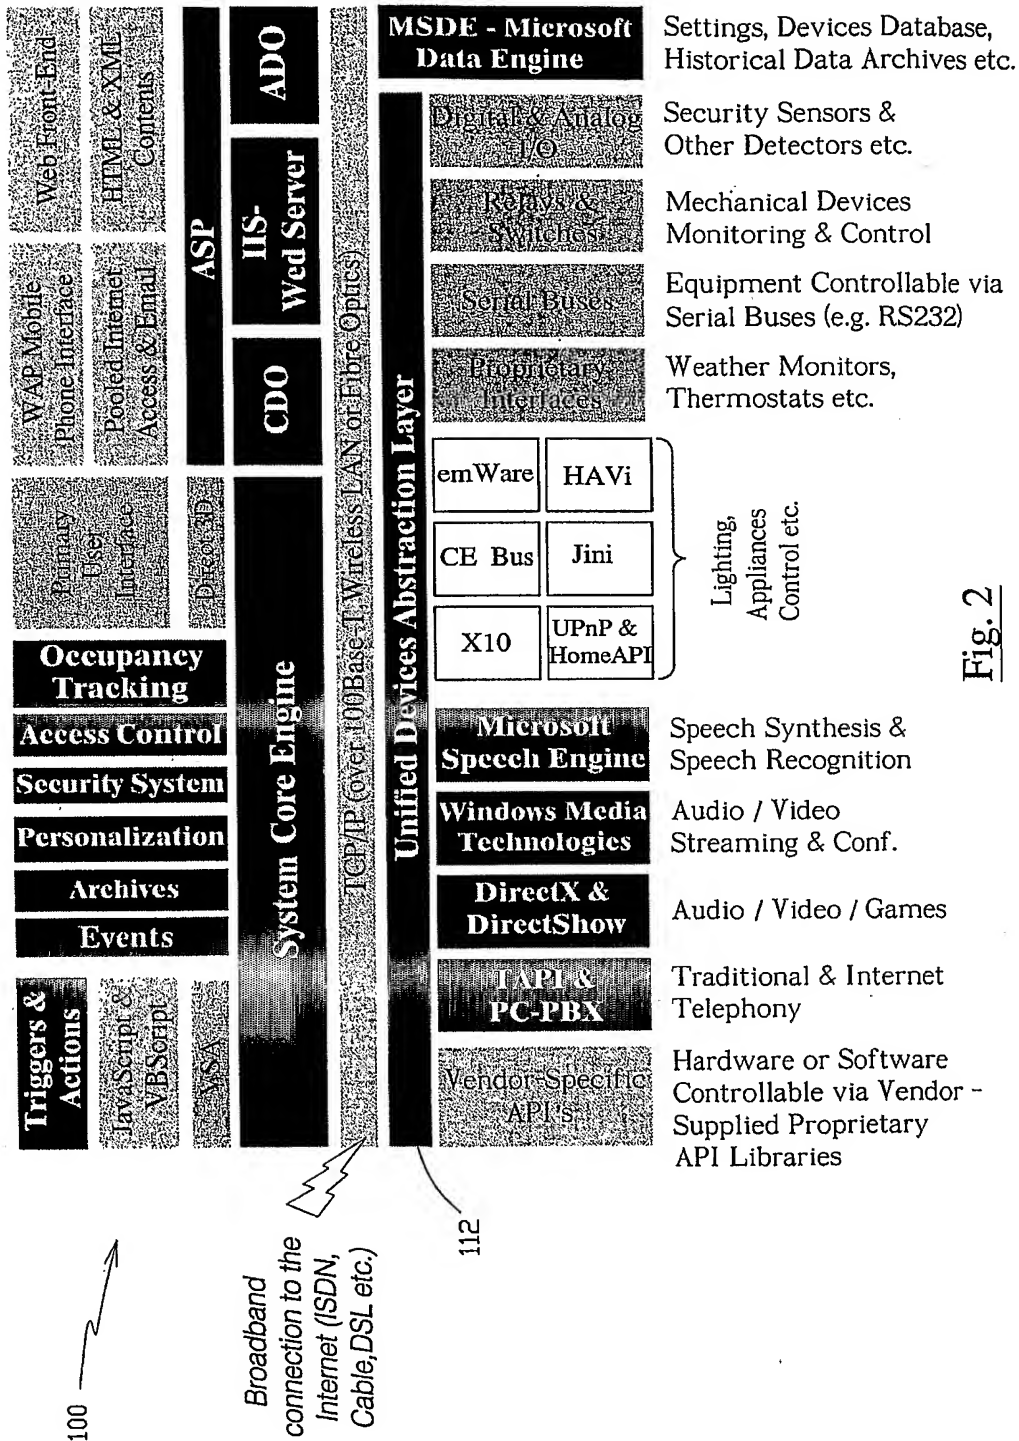 Web Front-End
HTML & XML
Contents
WAP Mobile
Phone Interface
Pooled Internet
Access & Email
Primary
User
Interface
Direct 3D
ASP
ADO
IIS-
Wed Server
CDO
Occupancy
Tracking
Access Control
Security System
Personalization
Archives
Events
Triggers &
Actions
JavaScript &
VBScript
VSA
System Core Engine
TCP/IP (over 100Base-T, Wireless LAN or Fibre Optics)
Unified Devices Abstraction Layer
MSDE - Microsoft
Data Engine
Settings, Devices Database,
Historical Data Archives etc.
Digital & Analog
I/O
Security Sensors &
Other Detectors etc.
Relays &
Switches
Mechanical Devices
Monitoring & Control
Serial Buses
Equipment Controllable via
Serial Buses (e.g. RS232)
Proprietary
Interfaces
Weather Monitors,
Thermostats etc.
emWare
HAVi
CE Bus
Jini
X10
UPnP &
HomeAPI
Lighting,
Appliances
Control etc.
Microsoft
Speech Engine
Speech Synthesis &
Speech Recognition
Windows Media
Technologies
Audio / Video
Streaming & Conf.
DirectX &
DirectShow
Audio / Video / Games
TAPI &
PC-PBX
Traditional & Internet
Telephony
Vendor-Specific
API's
Hardware or Software
Controllable via Vendor -
Supplied Proprietary
API Libraries
100
Broadband
connection to the
Internet (ISDN,
Cable,DSL etc.)
112
Fig. 2